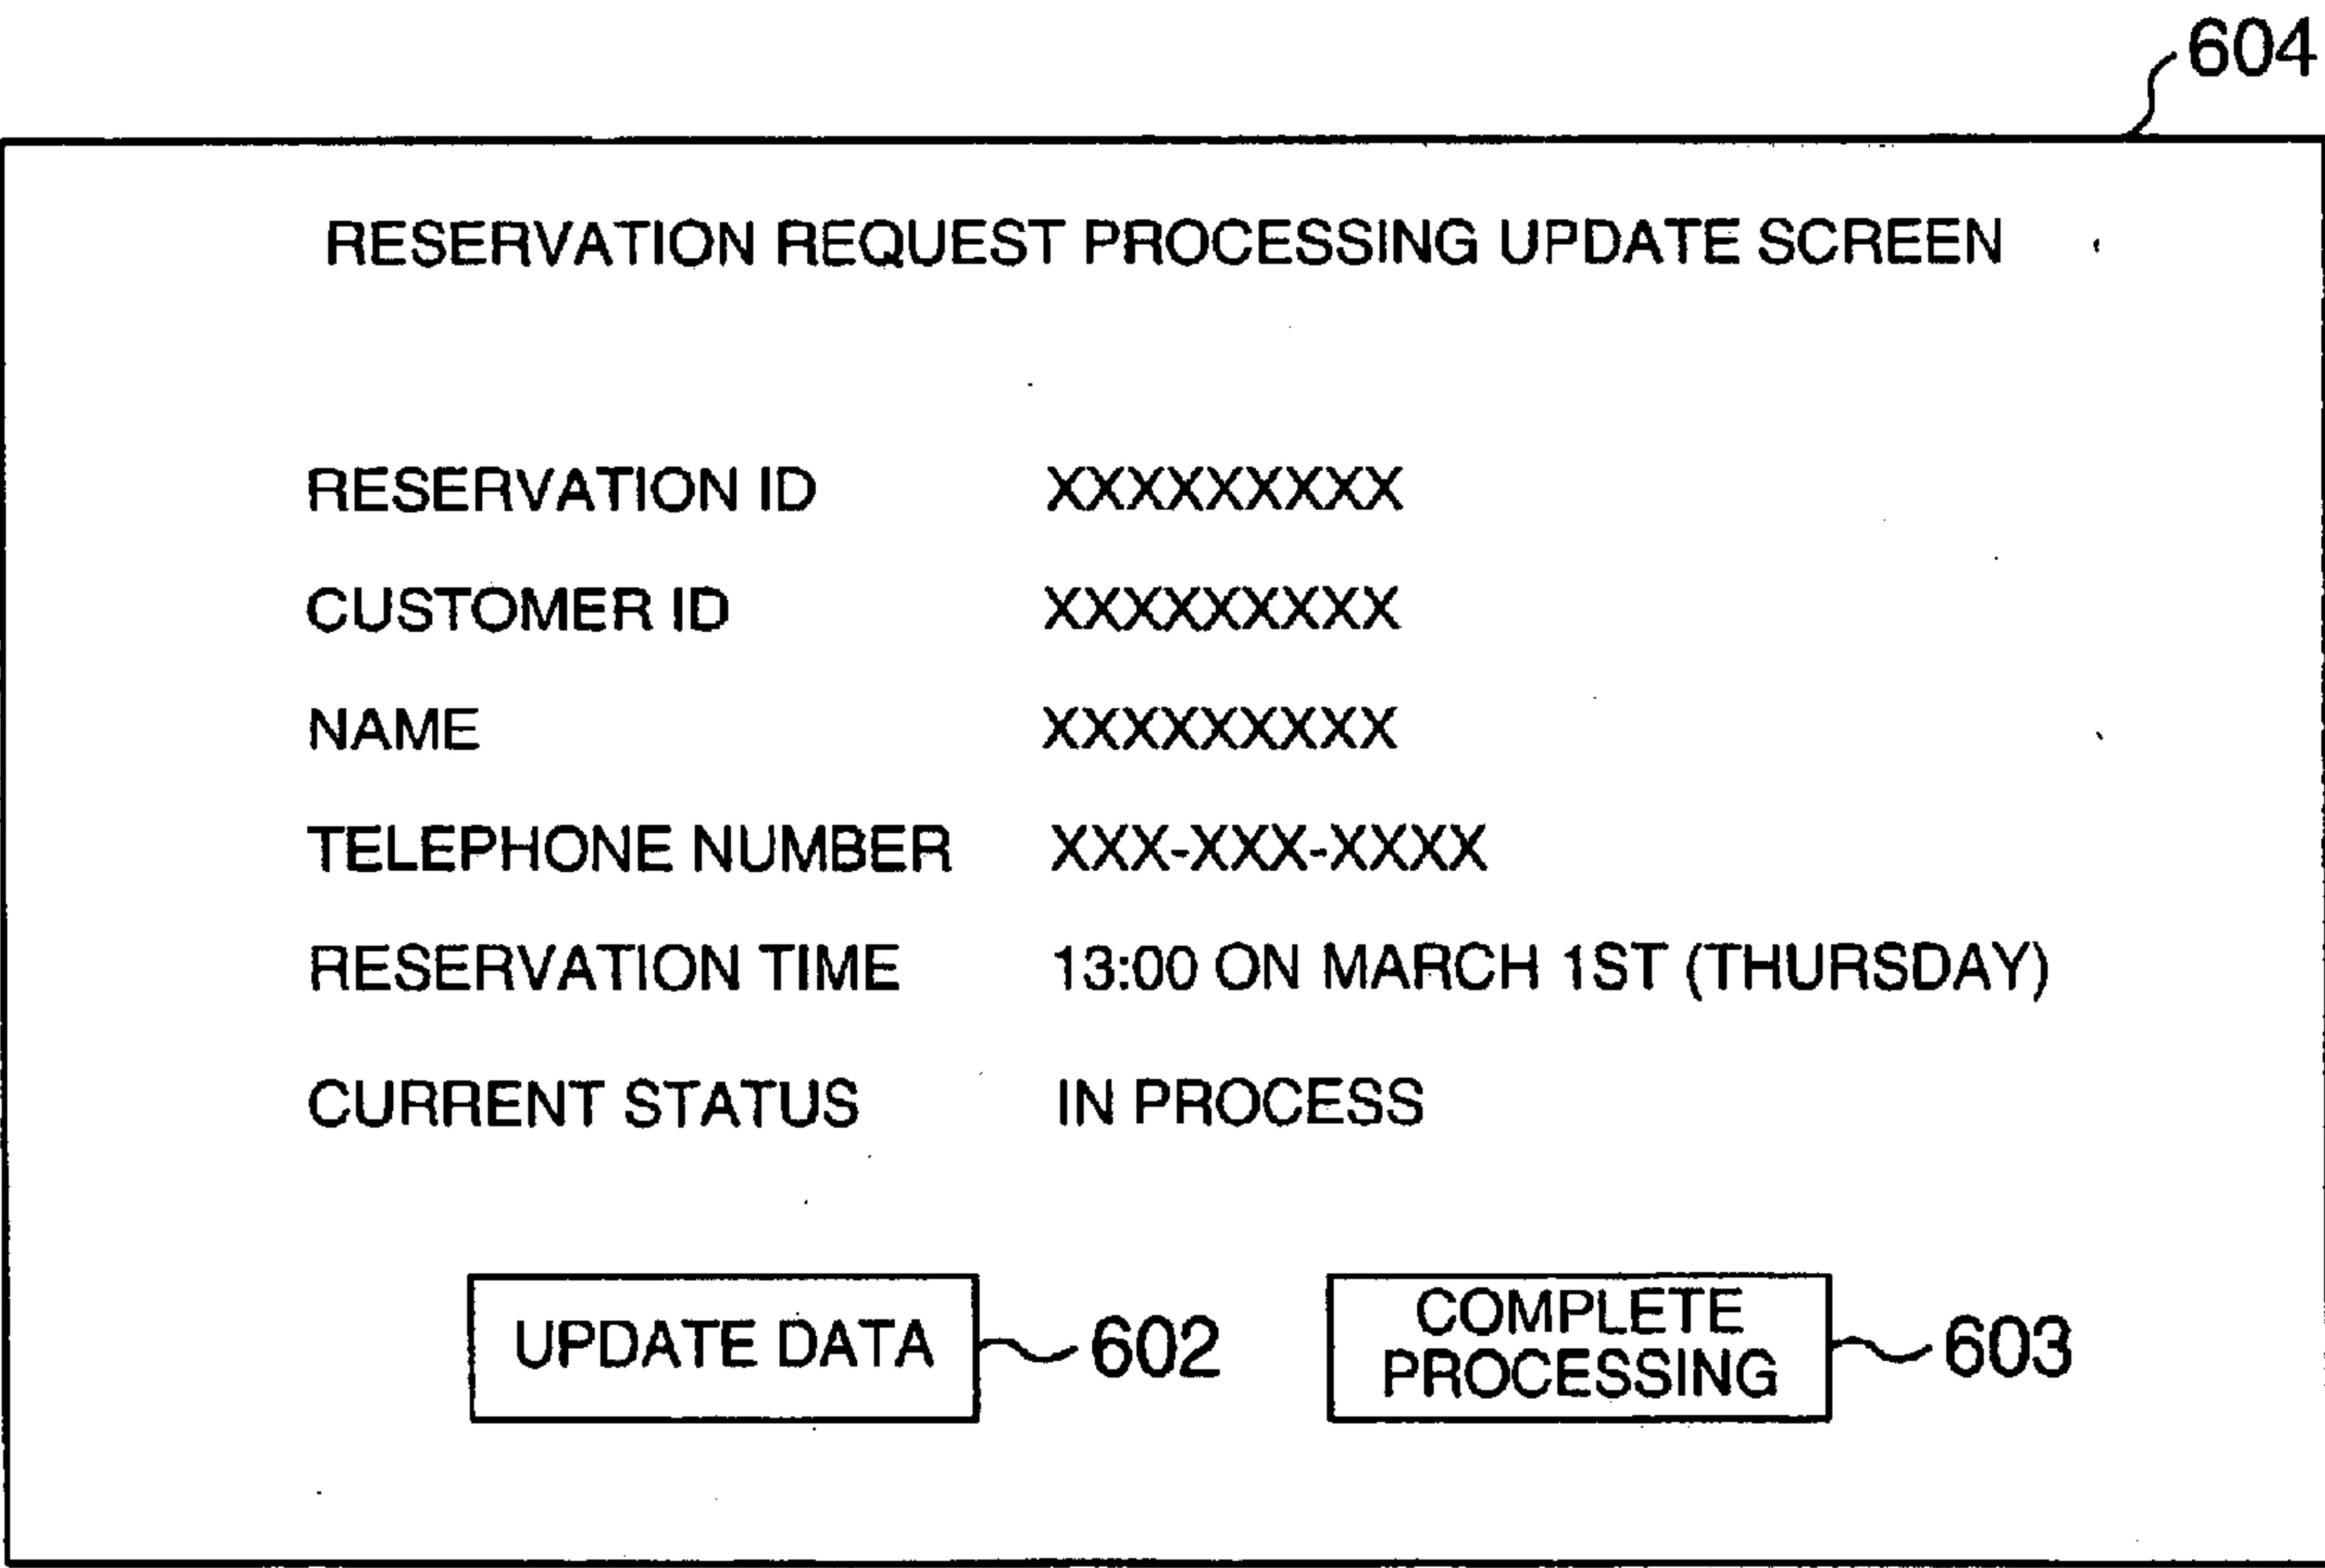 604
RESERVATION REQUEST PROCESSING UPDATE SCREEN
RESERVATION ID XXXXXXXXX
CUSTOMER ID XXXXXXXXX
NAME XXXXXXXXX
TELEPHONE NUMBER XXX-XXX-XXXX
RESERVATION TIME 13:00 ON MARCH 1ST (THURSDAY)
CURRENT STATUS IN PROCESS
UPDATE DATA 602
COMPLETE
PROCESSING 603